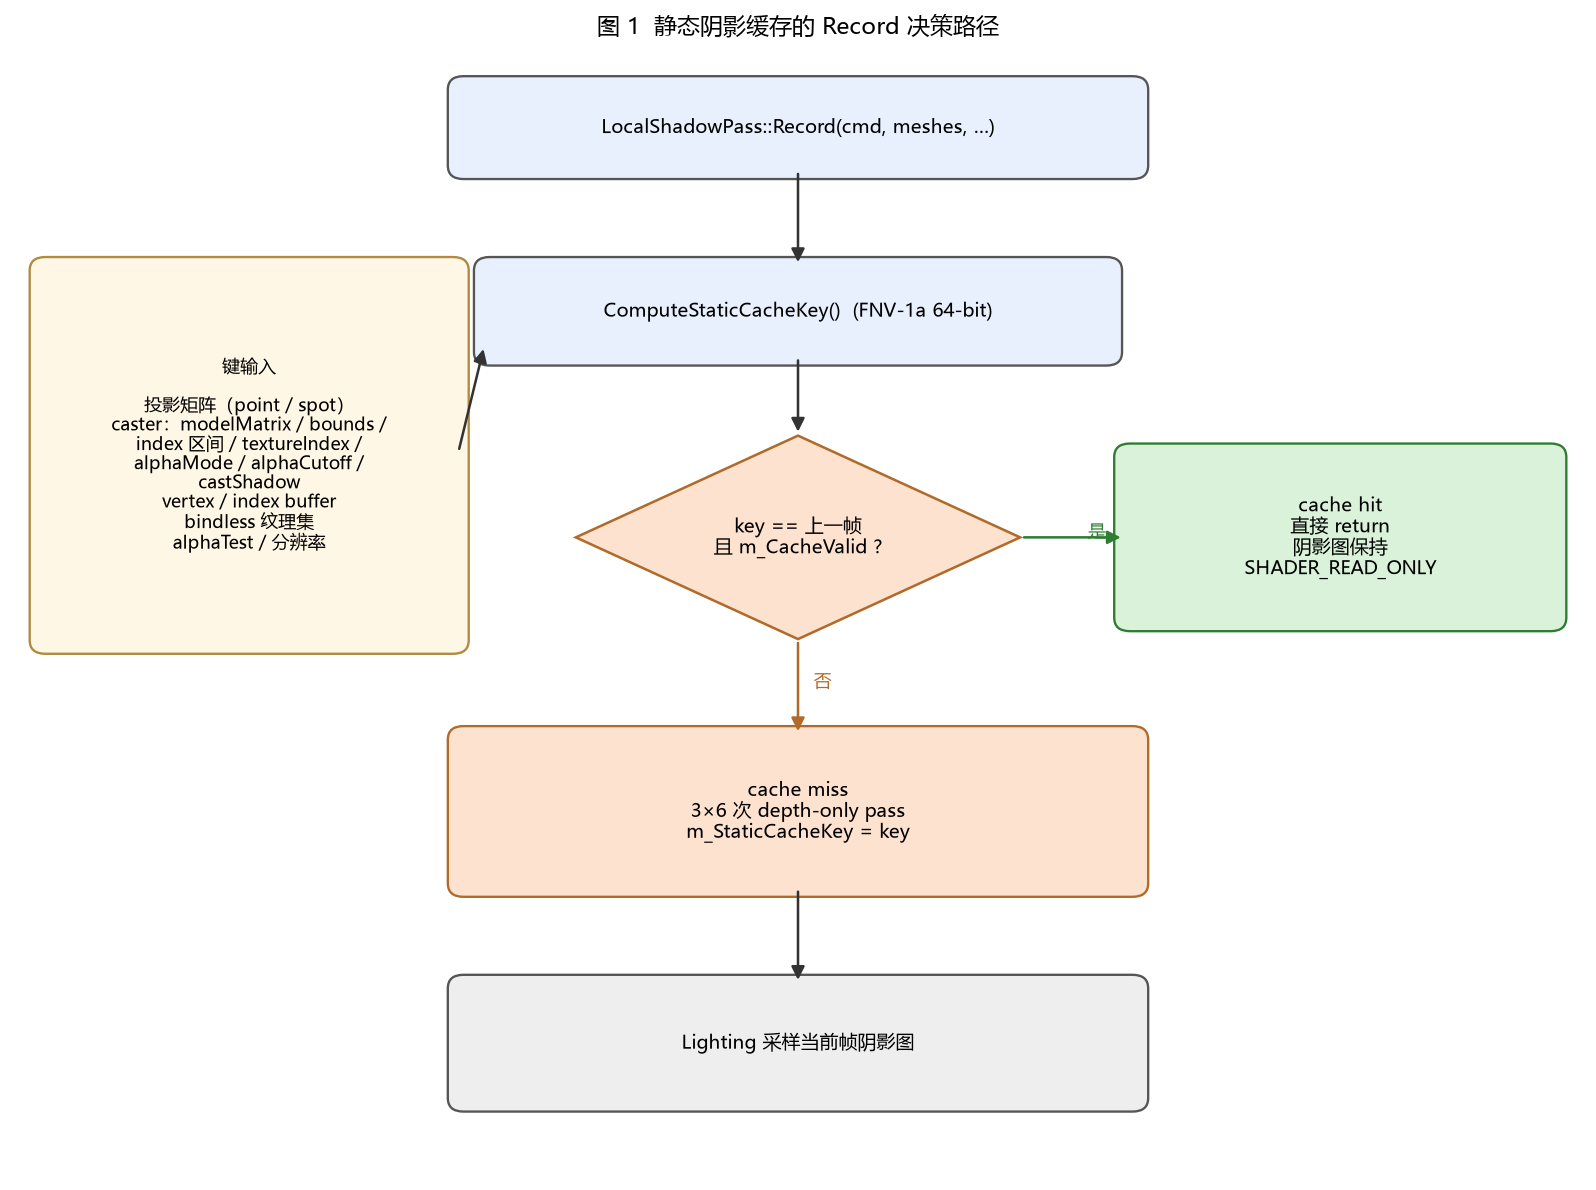 图 1  静态阴影缓存的 Record 决策路径
LocalShadowPass::Record(cmd, meshes, ...)
ComputeStaticCacheKey()  (FNV-1a 64-bit)
键输入
投影矩阵（point / spot）
caster：modelMatrix / bounds /
index 区间 / textureIndex /
alphaMode / alphaCutoff /
castShadow
vertex / index buffer
bindless 纹理集
alphaTest / 分辨率
key == 上一帧
且 m_CacheValid ?
是
cache hit
直接 return
阴影图保持
SHADER_READ_ONLY
否
cache miss
3×6 次 depth-only pass
m_StaticCacheKey = key
Lighting 采样当前帧阴影图